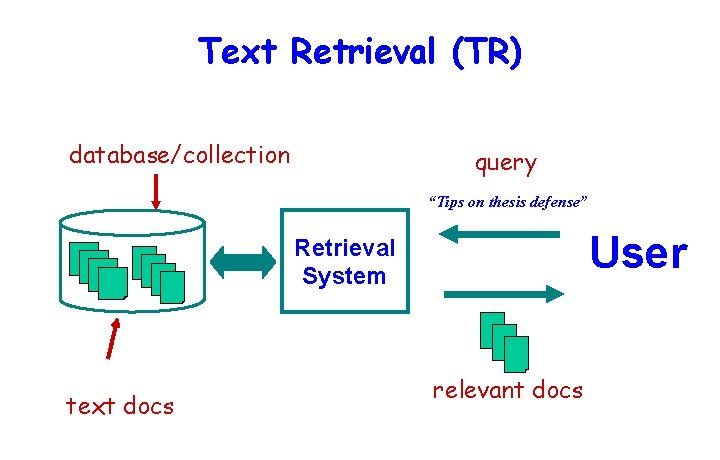 Text Retrieval (TR)
database/collection
query
“Tips on thesis defense”
Retrieval
System
User
text docs
relevant docs